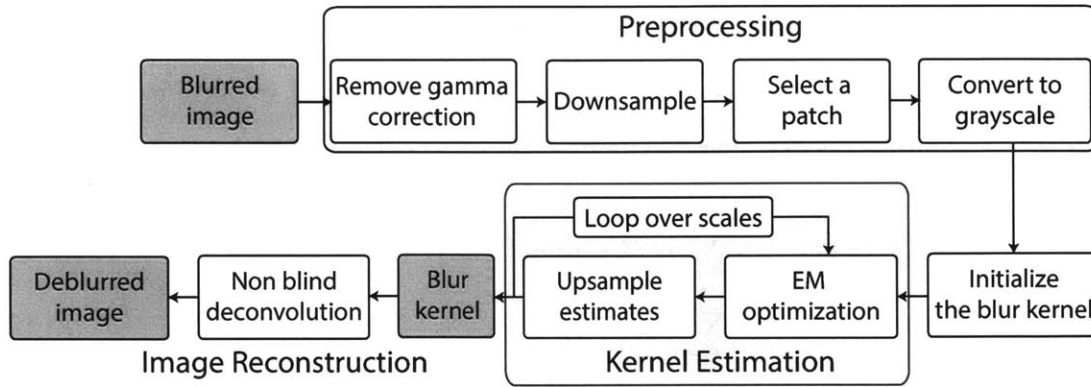 Preprocessing
Blurred
image
Remove gamma
correction
Downsample
Select a
patch
Convert to
grayscale
Loop over scales
Deblurred
image
Non blind
deconvolution
Blur
kernel
Upsample
estimates
EM
optimization
Initialize
the blur kernel
Image Reconstruction
Kernel Estimation